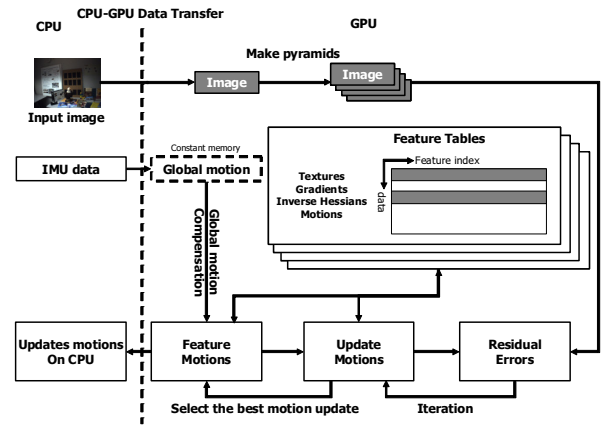 CPU-GPU Data Transfer
CPU
GPU
Make pyramids
Image
Image
Input image
Constant memory
IMU data
Global motion
Feature Tables
Feature index
data
Textures
Gradients
Inverse Hessians
Motions
Global motion
Compensation
Updates motions
On CPU
Feature
Motions
Update
Motions
Residual
Errors
Select the best motion update
Iteration